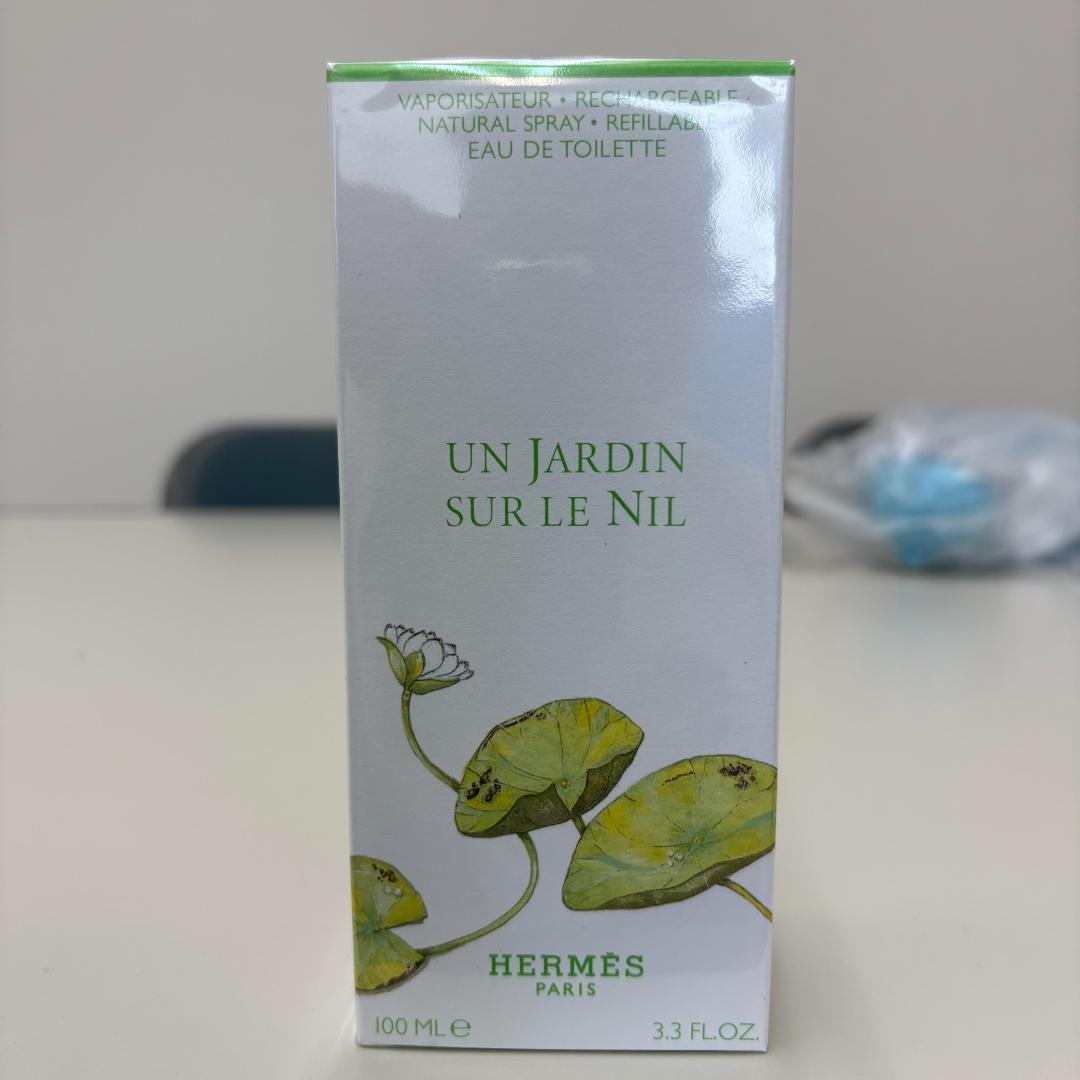 VAPORISATEUR • RECHARGEABLE
NATURAL SPRAY • REFILLABLE
EAU DE TOILETTE
UN JARDIN
SUR LE NIL
HERMÈS
PARIS
100 ML ℮
3.3 FL.OZ.